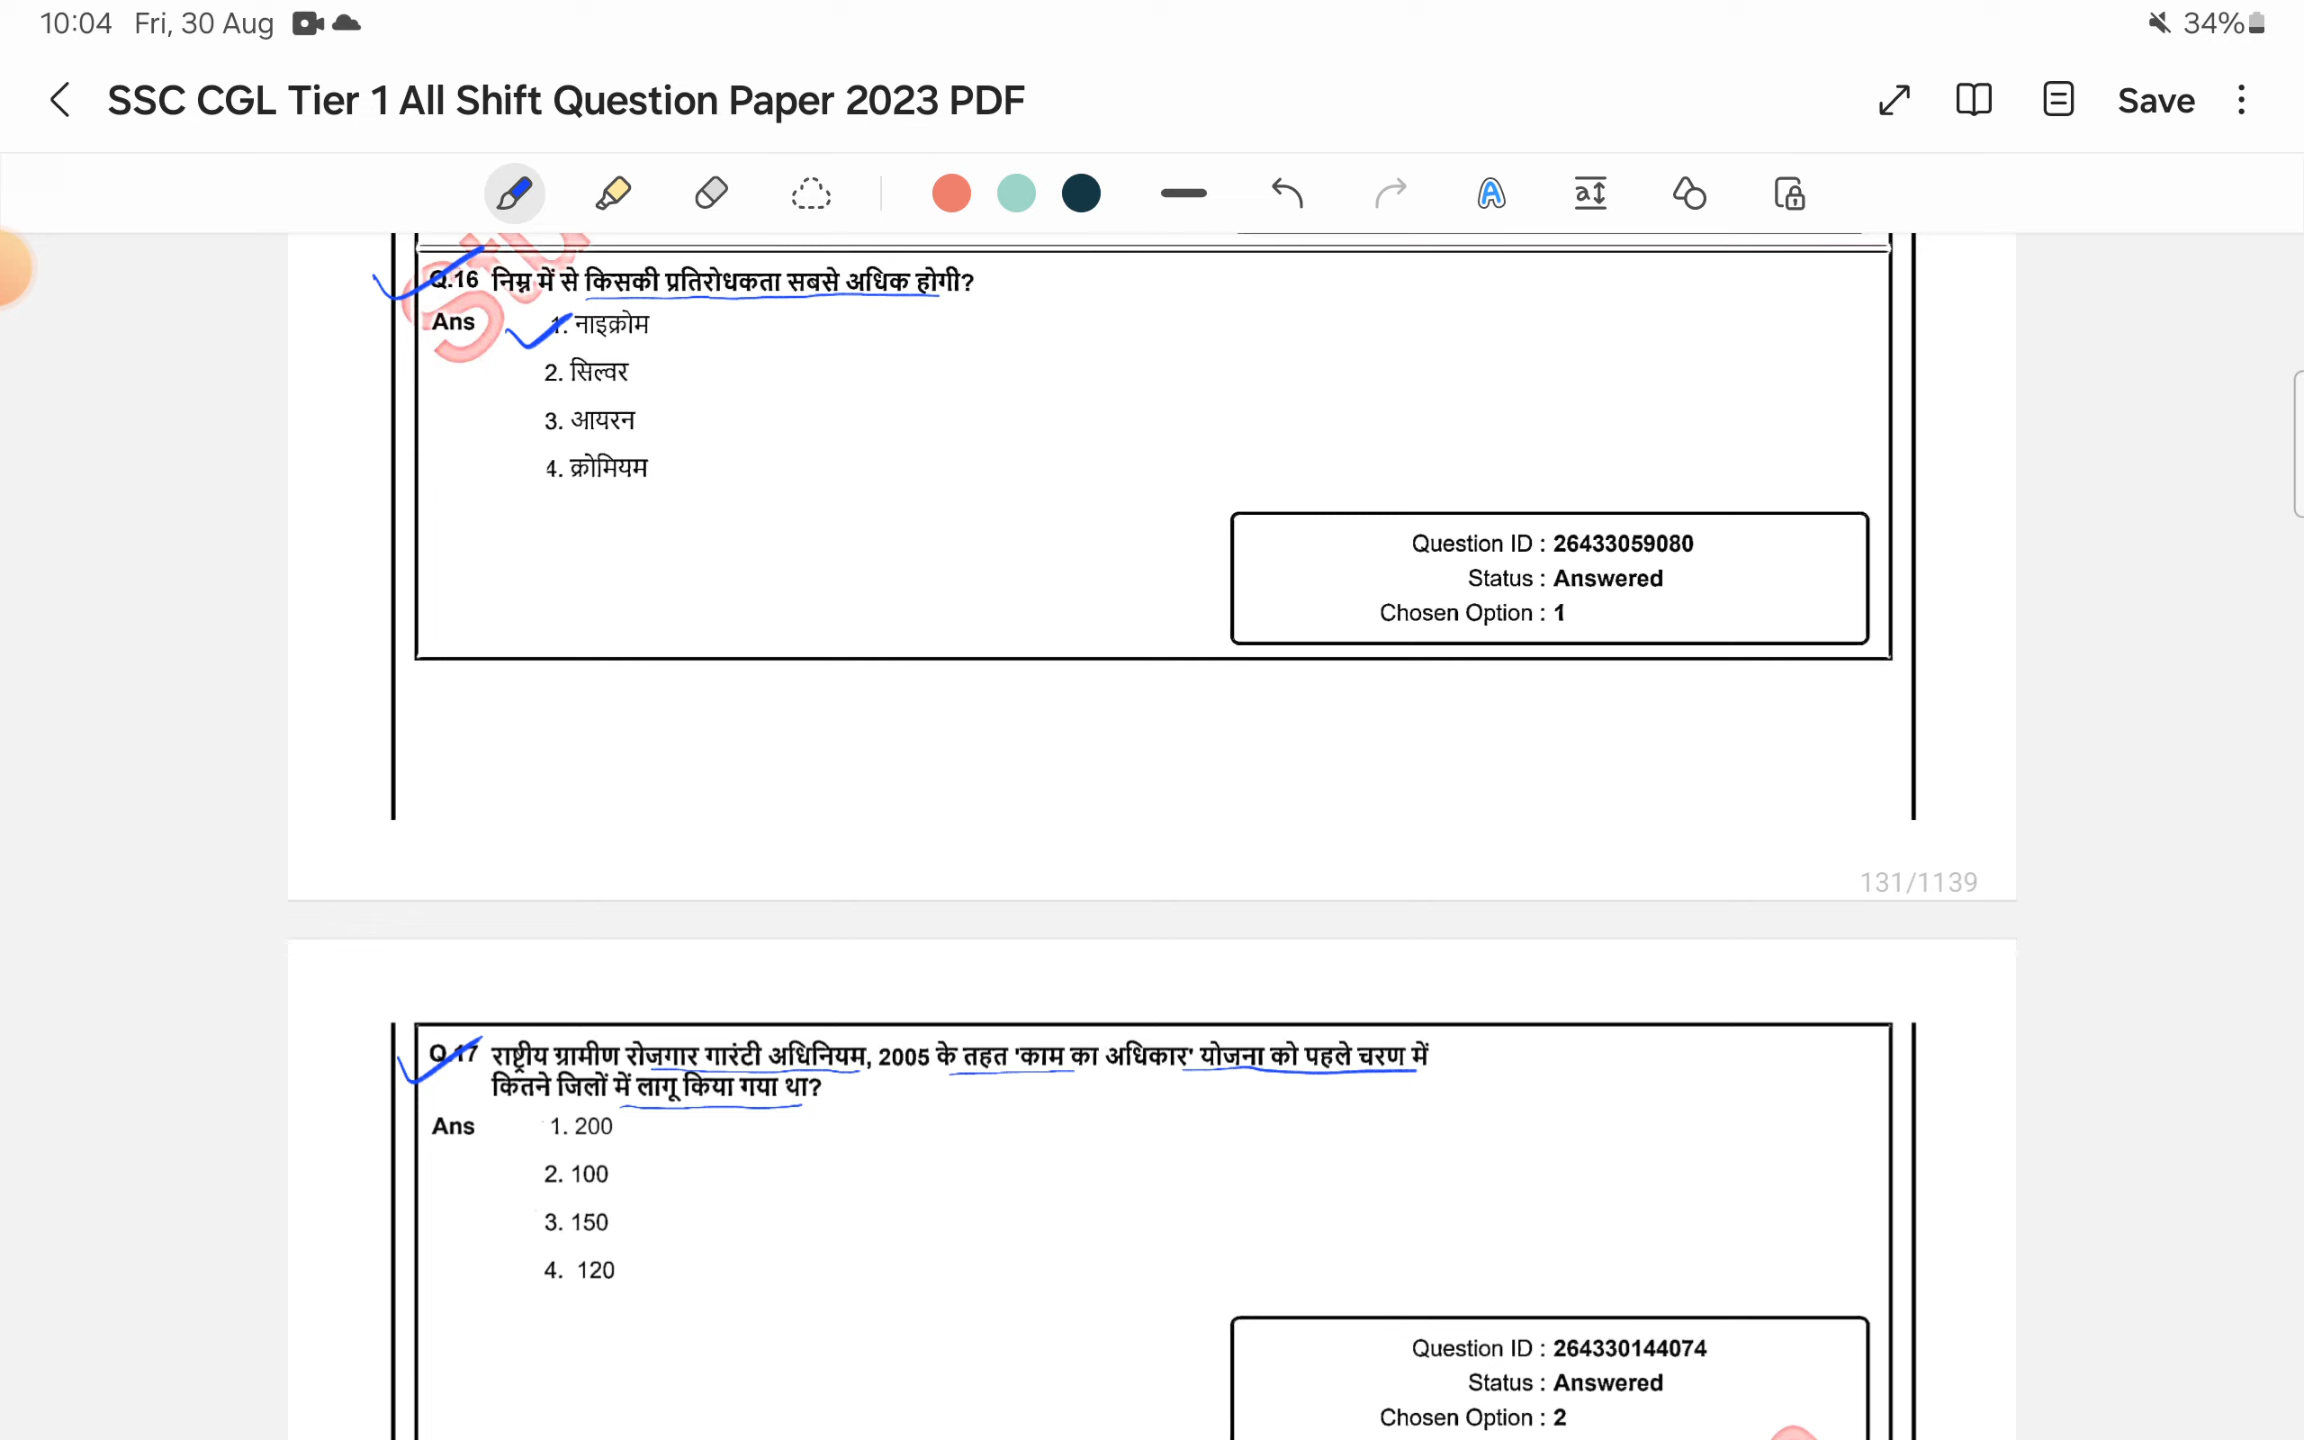 10:04 Fri, 30 Aug
34%
SSC CGL Tier 1 All Shift Question Paper 2023 PDF
Save
Q.16 निम्न में से किसकी प्रतिरोधकता सबसे अधिक होगी?
Ans 1. नाइक्रोम
2. सिल्वर
3. आयरन
4. क्रोमियम
Question ID : 26433059080
Status : Answered
Chosen Option : 1
131/1139
Q.17 राष्ट्रीय ग्रामीण रोजगार गारंटी अधिनियम, 2005 के तहत 'काम का अधिकार' योजना को पहले चरण में
कितने जिलों में लागू किया गया था?
Ans 1. 200
2. 100
3. 150
4. 120
Question ID : 264330144074
Status : Answered
Chosen Option : 2